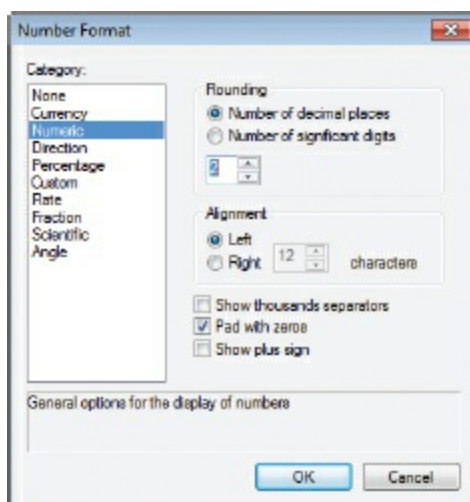 Number Format
Category:
None
Currency
Numeric
Direction
Percentage
Custom
Rate
Fraction
Scientific
Angle
Rounding
Number of decimal places
Number of significant digits
Alignment
Left
Right 12 characters
Show thousands separators
Pad with zeros
Show plus sign
General options for the display of numbers
OK Cancel